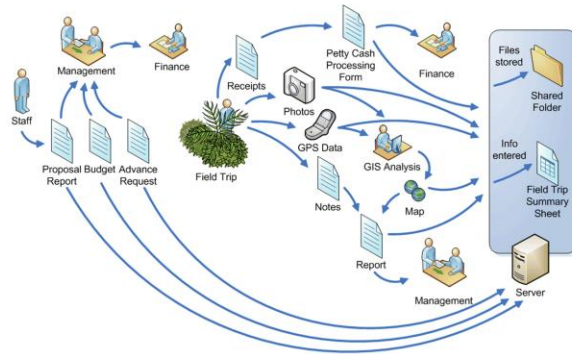 Management
Finance
Staff
Proposal
Report
Budget
Advance
Request
Receipts
Petty Cash
Processing
Form
Finance
Photos
GPS Data
Field Trip
GIS Analysis
Notes
Map
Report
Management
Files
stored
Shared
Folder
Info
entered
Field Trip
Summary
Sheet
Server